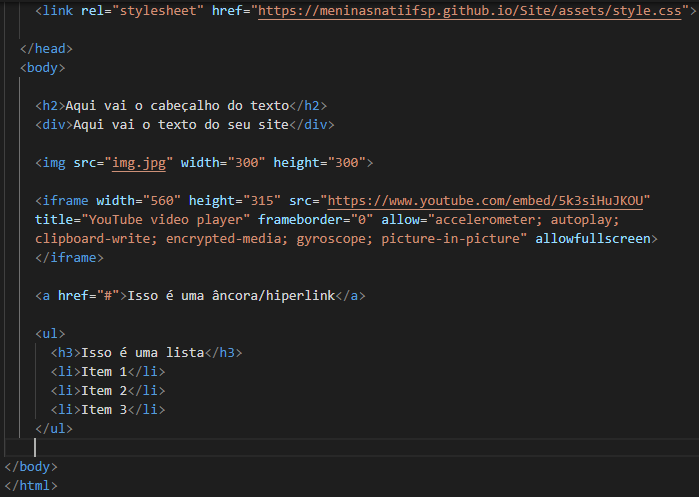 <link rel="stylesheet" href="https://meninasnatiifsp.github.io/Site/assets/style.css">
</head>
<body>
<h2>Aqui vai o cabeçalho do texto</h2>
<div>Aqui vai o texto do seu site</div>
<img src="img.jpg" width="300" height="300">
<iframe width="560" height="315" src="https://www.youtube.com/embed/5k3siHuJKOU"
title="YouTube video player" frameborder="0" allow="accelerometer; autoplay;
clipboard-write; encrypted-media; gyroscope; picture-in-picture" allowfullscreen>
</iframe>
<a href="#">Isso é uma âncora/hiperlink</a>
<ul>
<h3>Isso é uma lista</h3>
<li>Item 1</li>
<li>Item 2</li>
<li>Item 3</li>
</ul>
</body>
</html>